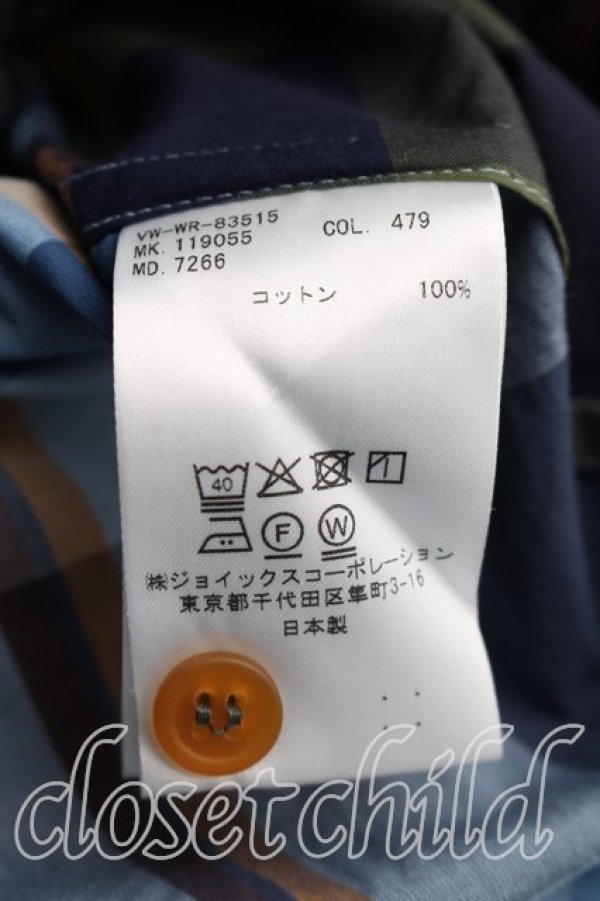 VW-WR-83515
MK. 119055 COL. 479
MD. 7266
コットン 100%
40
F W
㈱ジョイックスコーポレーション
東京都千代田区隼町3-16
日本製
closet child